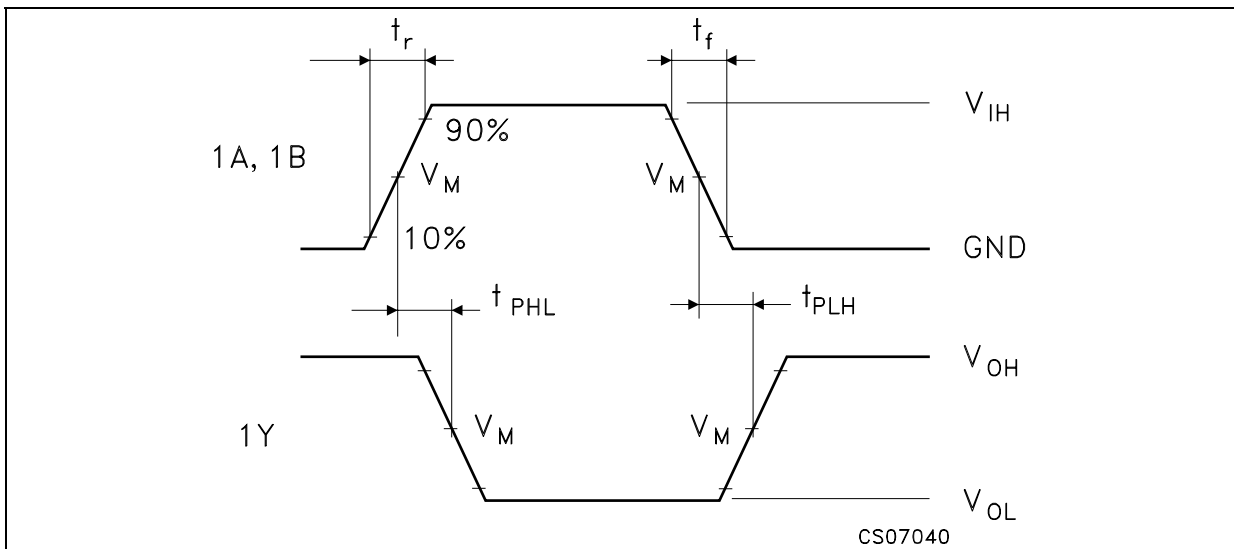 tr tf
VIH
90%
1A, 1B
VM VM
10%
GND
tPHL tPLH
VOH
1Y
VM VM
VOL
CS07040